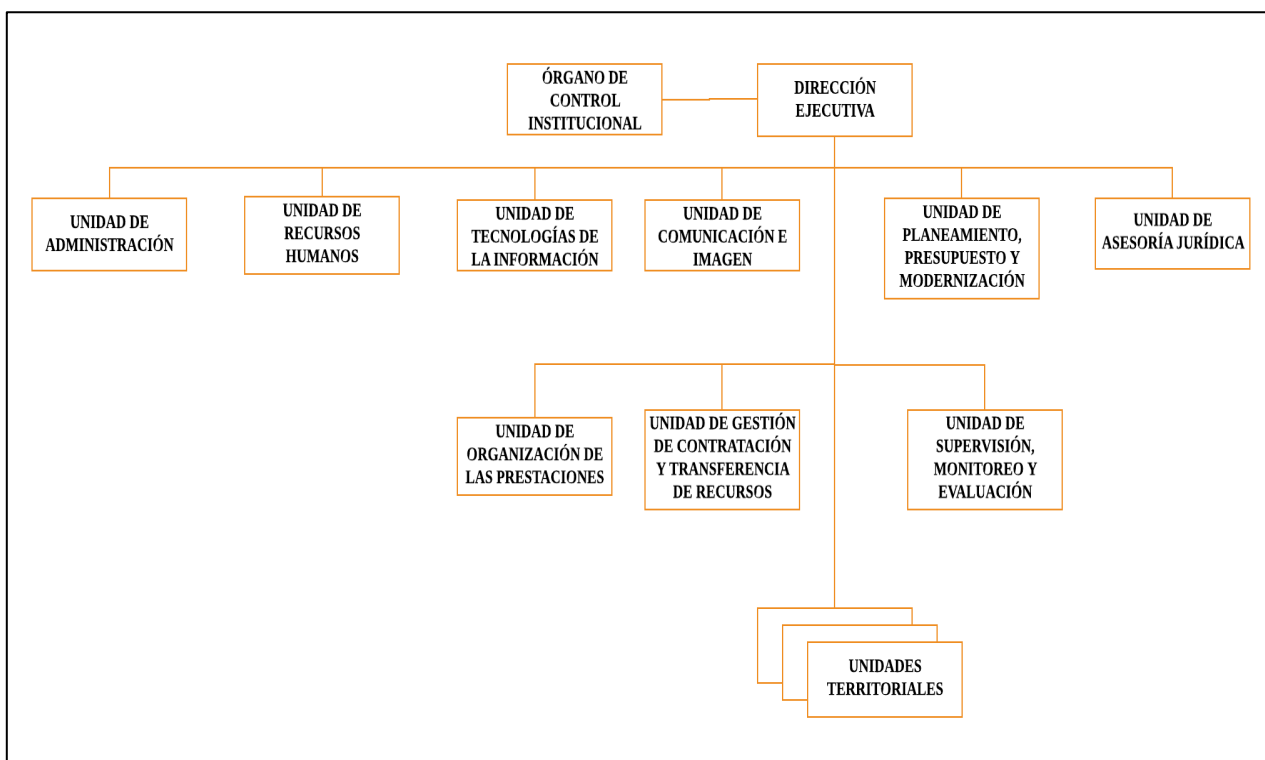 ÓRGANO DE
CONTROL
INSTITUCIONAL
DIRECCIÓN
EJECUTIVA
UNIDAD DE
ADMINISTRACIÓN
UNIDAD DE
RECURSOS
HUMANOS
UNIDAD DE
TECNOLOGÍAS DE
LA INFORMACIÓN
UNIDAD DE
COMUNICACIÓN E
IMAGEN
UNIDAD DE
PLANEAMIENTO,
PRESUPUESTO Y
MODERNIZACIÓN
UNIDAD DE
ASESORÍA JURÍDICA
UNIDAD DE
ORGANIZACIÓN DE
LAS PRESTACIONES
UNIDAD DE GESTIÓN
DE CONTRATACIÓN
Y TRANSFERENCIA
DE RECURSOS
UNIDAD DE
SUPERVISIÓN,
MONITOREO Y
EVALUACIÓN
UNIDADES
TERRITORIALES